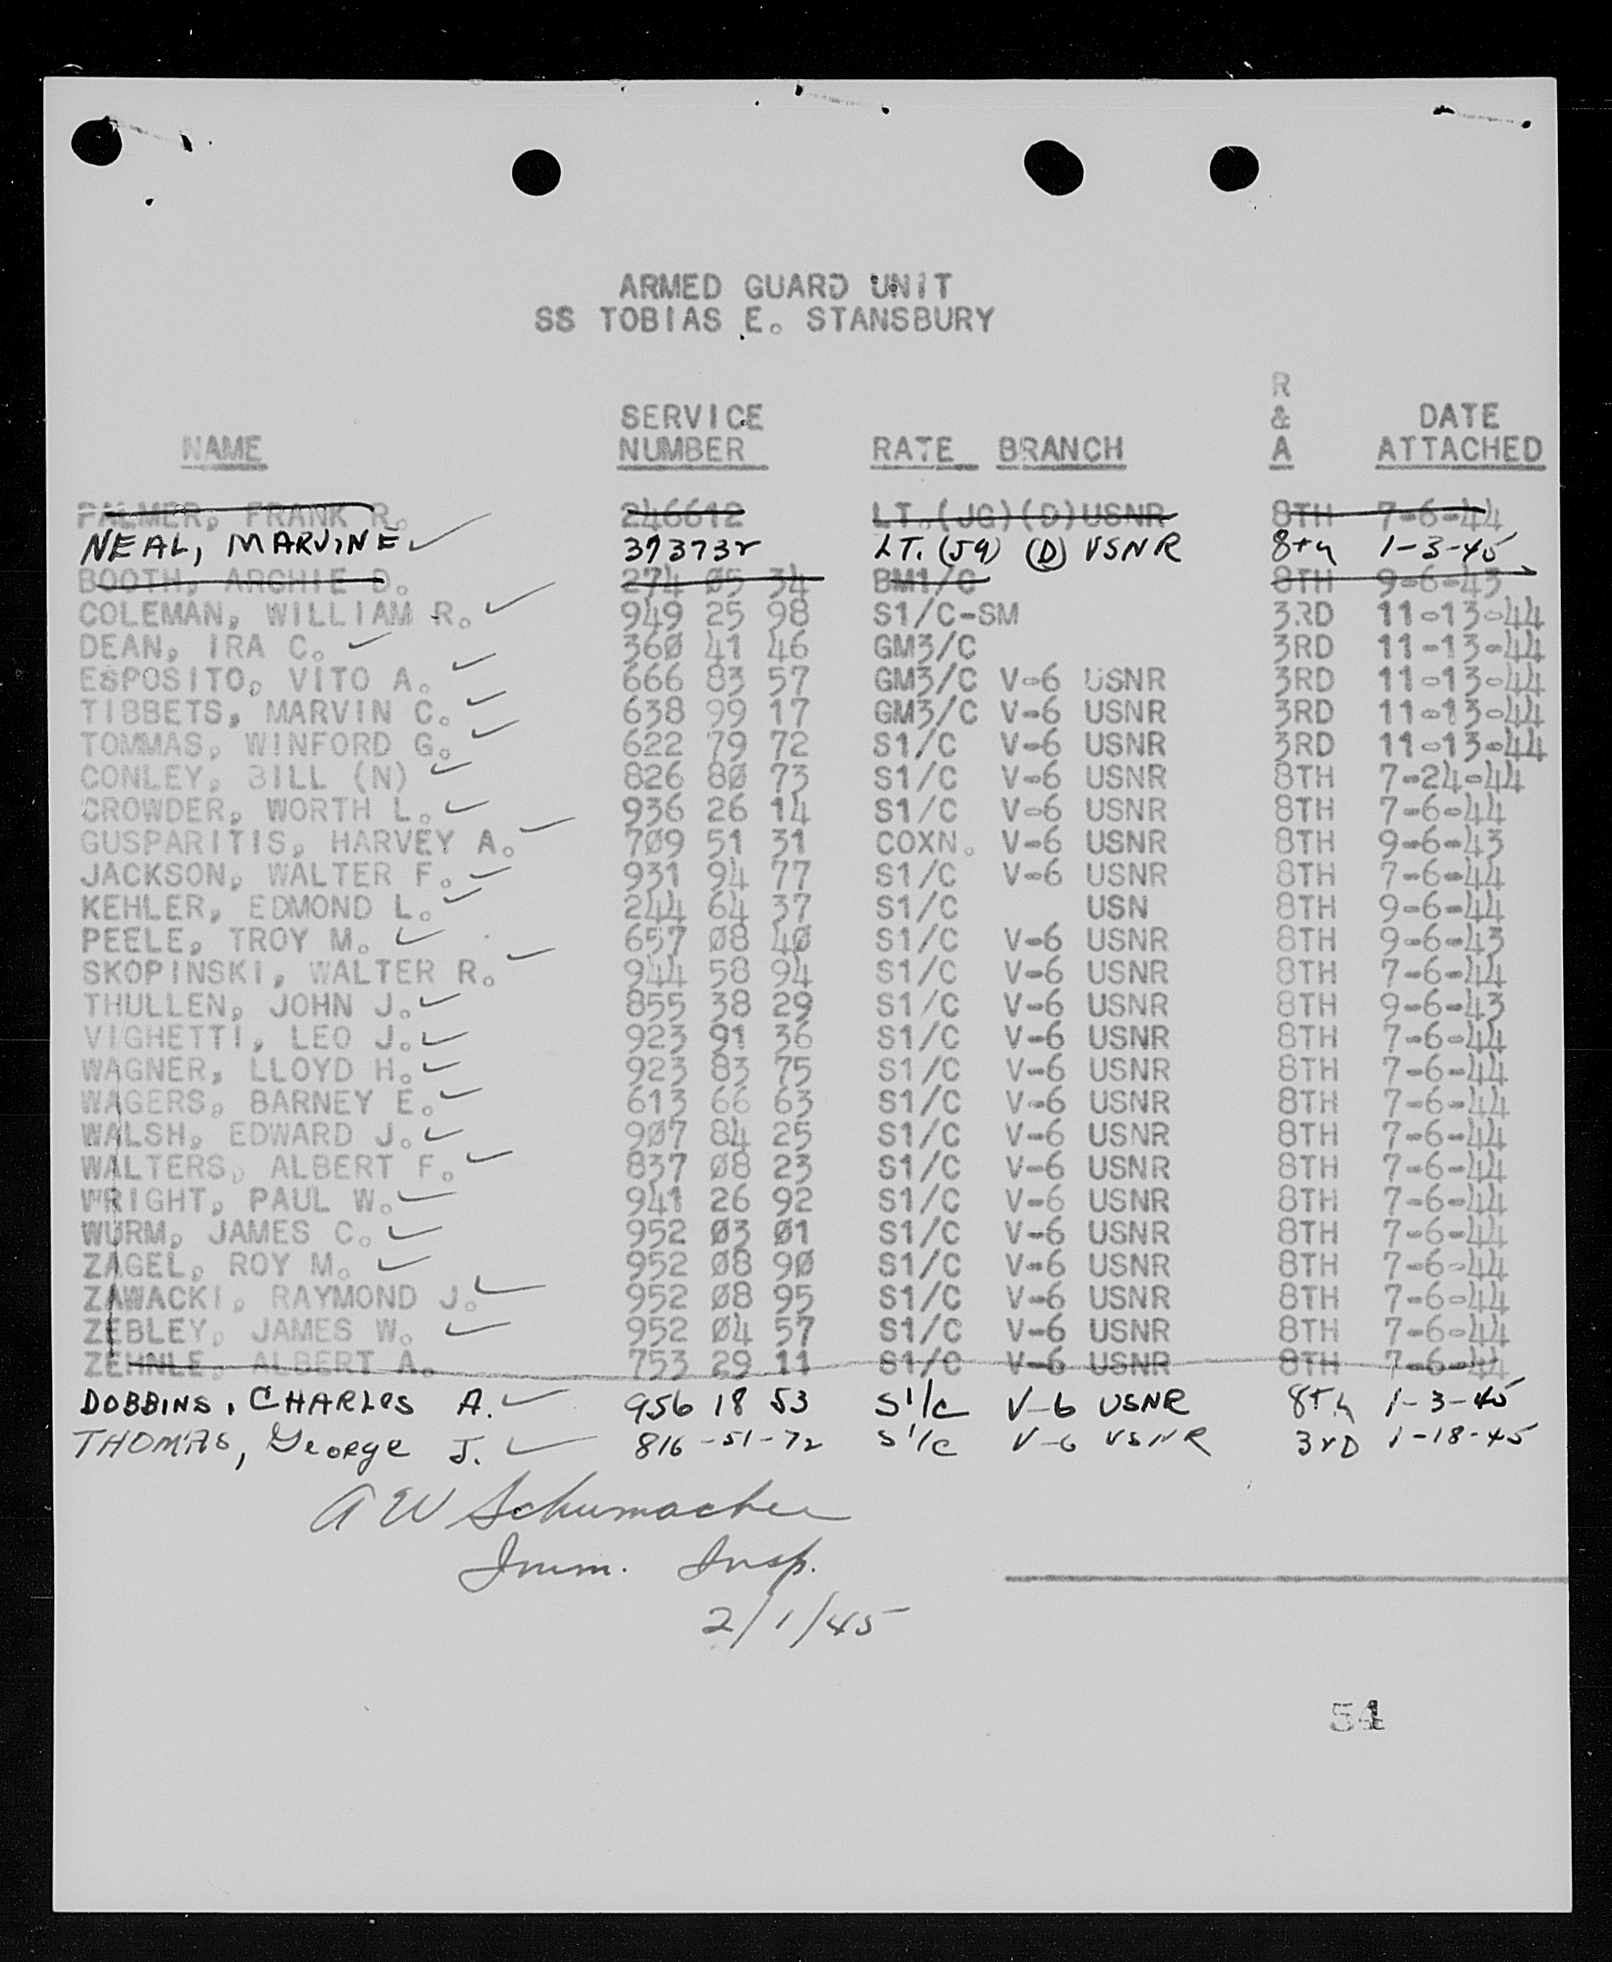 ARMED GUARD UNIT
SS TOBIAS E. STANSBURY
R
SERVICE & DATE
NAME NUMBER RATE BRANCH A ATTACHED
PALMER, FRANK R. 246612 LT.(JG)(D)USNR 8TH 7-6-44
NEAL, MARVIN E. 373732 LT. (JG) (D) USNR 8TH 1-3-45
BOOTH, ARCHIE D. 274 05 34 BM1/C 8TH 9-6-43
COLEMAN, WILLIAM R. 949 25 98 S1/C-SM 3RD 11-13-44
DEAN, IRA C. 360 41 46 GM3/C 3RD 11-13-44
ESPOSITO, VITO A. 666 83 57 GM3/C V-6 USNR 3RD 11-13-44
TIBBETS, MARVIN C. 638 99 17 GM3/C V-6 USNR 3RD 11-13-44
TOMMAS, WINFORD G. 622 79 72 S1/C V-6 USNR 3RD 11-13-44
CONLEY, BILL (N) 826 80 73 S1/C V-6 USNR 8TH 7-24-44
CROWDER, WORTH L. 936 26 14 S1/C V-6 USNR 8TH 7-6-44
GUSPARITIS, HARVEY A. 709 51 31 COXN. V-6 USNR 8TH 9-6-43
JACKSON, WALTER F. 931 94 77 S1/C V-6 USNR 8TH 7-6-44
KEHLER, EDMOND L. 244 64 37 S1/C USN 8TH 9-6-44
PEELE, TROY M. 657 08 40 S1/C V-6 USNR 8TH 9-6-43
SKOPINSKI, WALTER R. 944 58 94 S1/C V-6 USNR 8TH 7-6-44
THULLEN, JOHN J. 855 38 29 S1/C V-6 USNR 8TH 9-6-43
VIGHETTI, LEO J. 923 91 36 S1/C V-6 USNR 8TH 7-6-44
WAGNER, LLOYD H. 923 83 75 S1/C V-6 USNR 8TH 7-6-44
WAGERS, BARNEY E. 613 66 63 S1/C V-6 USNR 8TH 7-6-44
WALSH, EDWARD J. 907 84 25 S1/C V-6 USNR 8TH 7-6-44
WALTERS, ALBERT F. 837 08 23 S1/C V-6 USNR 8TH 7-6-44
WRIGHT, PAUL W. 941 26 92 S1/C V-6 USNR 8TH 7-6-44
WURM, JAMES C. 952 03 01 S1/C V-6 USNR 8TH 7-6-44
ZAGEL, ROY M. 952 08 90 S1/C V-6 USNR 8TH 7-6-44
ZAWACKI, RAYMOND J. 952 08 95 S1/C V-6 USNR 8TH 7-6-44
ZEBLEY, JAMES W. 952 04 57 S1/C V-6 USNR 8TH 7-6-44
ZEHNLE, ALBERT A. 753 29 11 S1/C V-6 USNR 8TH 7-6-44
DOBBINS, CHARLES A. 956 18 53 S1/c V-6 USNR 8Th 1-3-45
THOMAS, George J. 816-51-72 S1/c V-6 USNR 3rD 1-18-45
A W Schumacher
Imm. Insp.
2/1/45